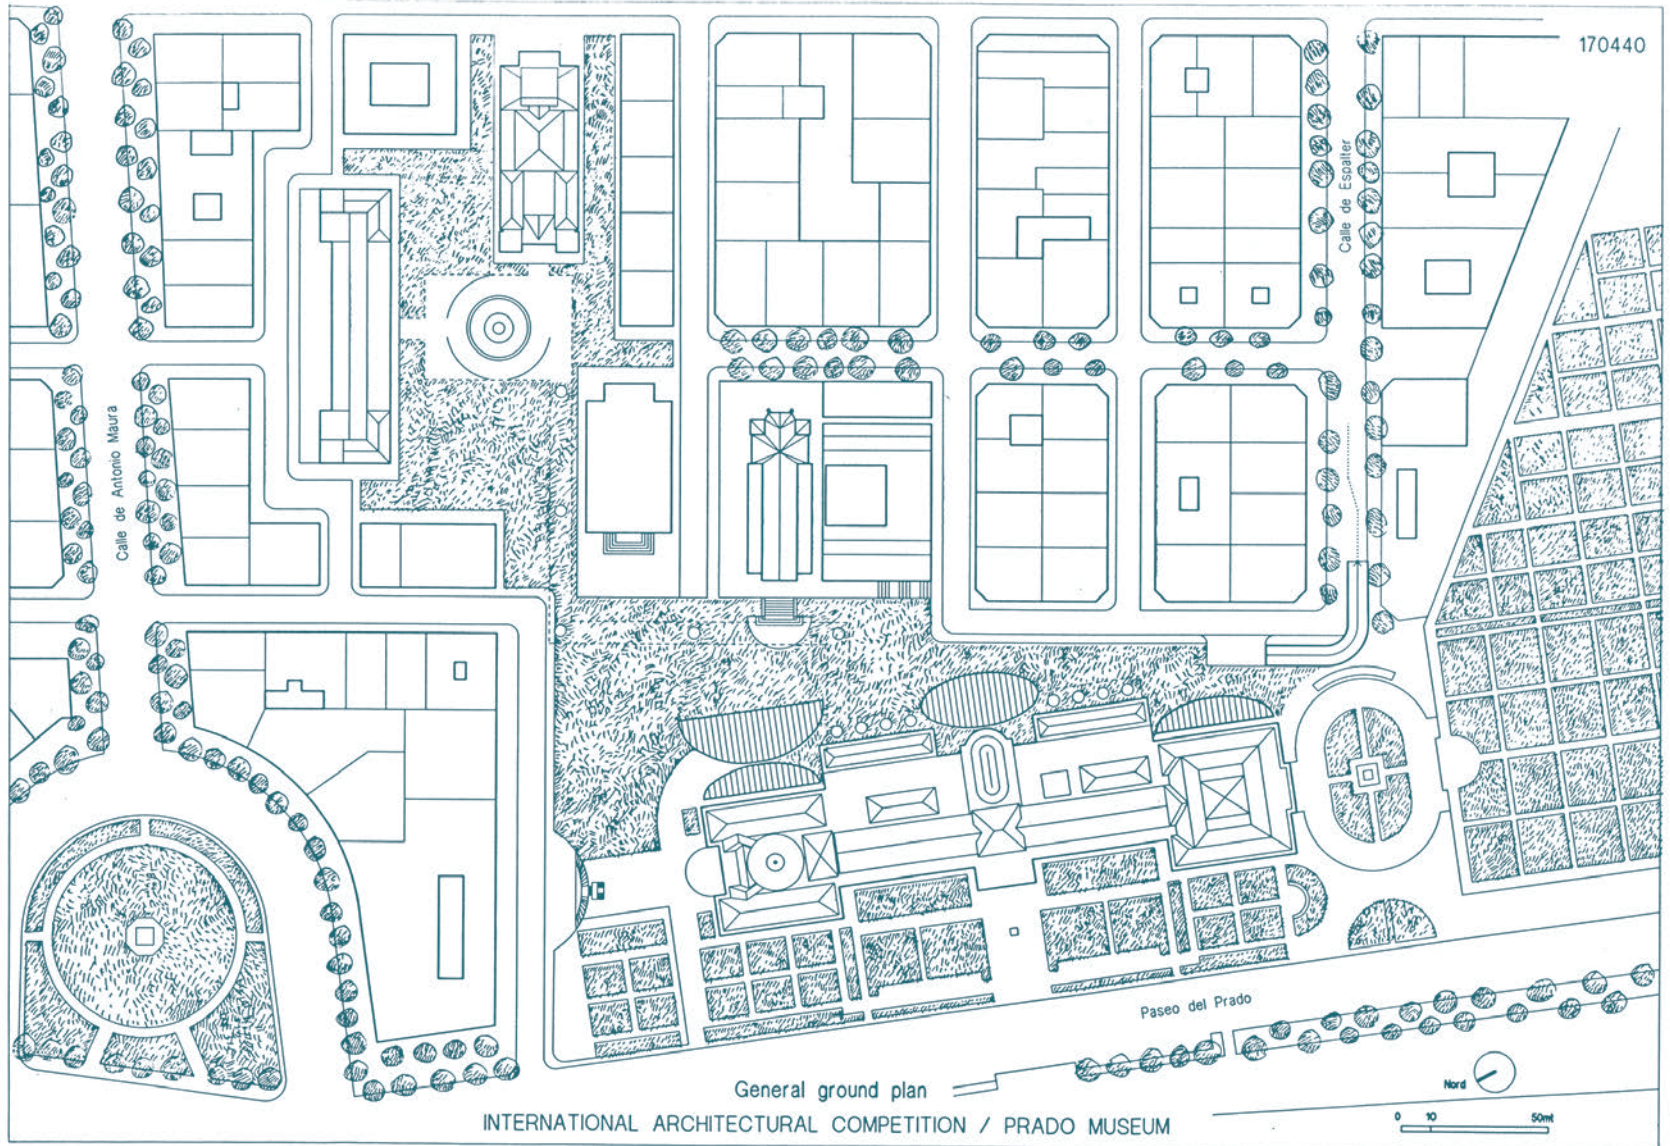 170440
Calle de Espalter
Calle de Antonio Maura
Paseo del Prado
General ground plan
Nord
INTERNATIONAL ARCHITECTURAL COMPETITION / PRADO MUSEUM
0 10 50mt